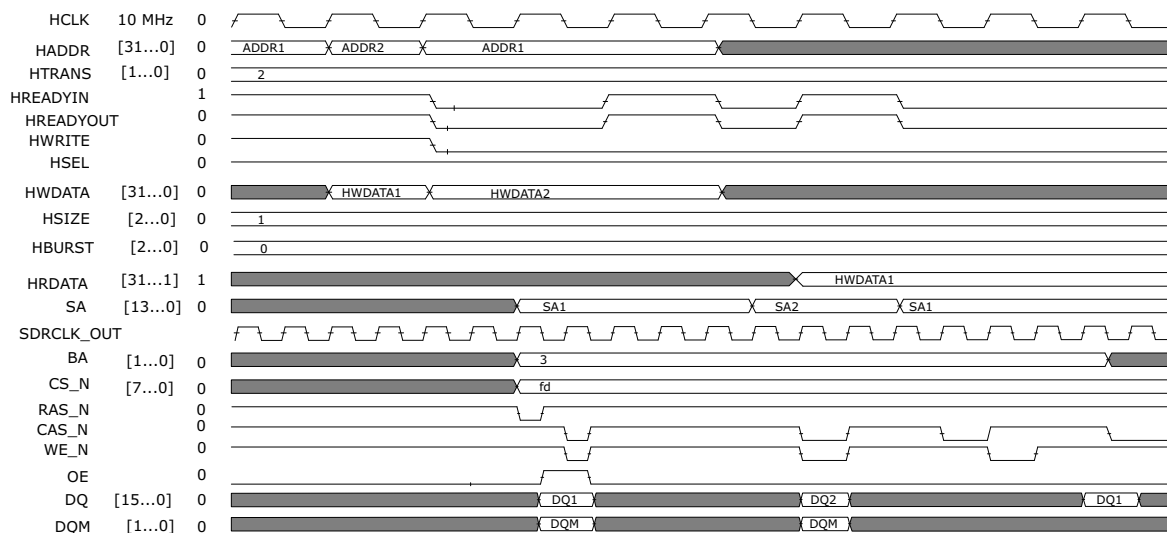 HCLK 10 MHz 0
HADDR [31...0] 0 ADDR1 ADDR2 ADDR1
HTRANS [1...0] 0 2
HREADYIN 1
HREADYOUT 0
HWRITE 0
HSEL 0
HWDATA [31...0] 0 HWDATA1 HWDATA2
HSIZE [2...0] 0 1
HBURST [2...0] 0 0
HRDATA [31...1] 1 HWDATA1
SA [13...0] 0 SA1 SA2 SA1
SDRCLK_OUT
BA [1...0] 0 3
CS_N [7...0] 0 fd
RAS_N 0
CAS_N 0
WE_N 0
OE 0
DQ [15...0] 0 DQ1 DQ2 DQ1
DQM [1...0] 0 DQM DQM